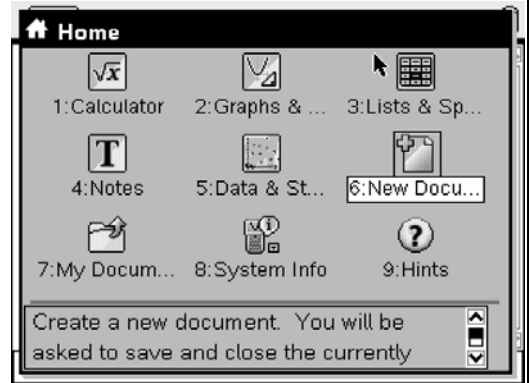 Home
√x
1:Calculator 2:Graphs & ... 3:Lists & Sp...
T
4:Notes 5:Data & St... 6:New Docu...
7:My Docum... 8:System Info 9:Hints
Create a new document. You will be
asked to save and close the currently